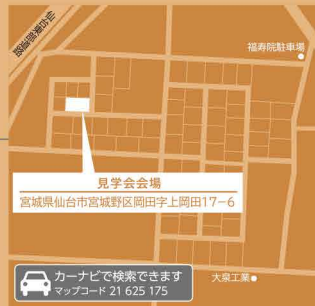 仙台東部道路
福寿院駐車場
見学会会場
宮城県仙台市宮城野区岡田字上岡田17-6
カーナビで検索できます
マップコード 21 625 175
大泉工業